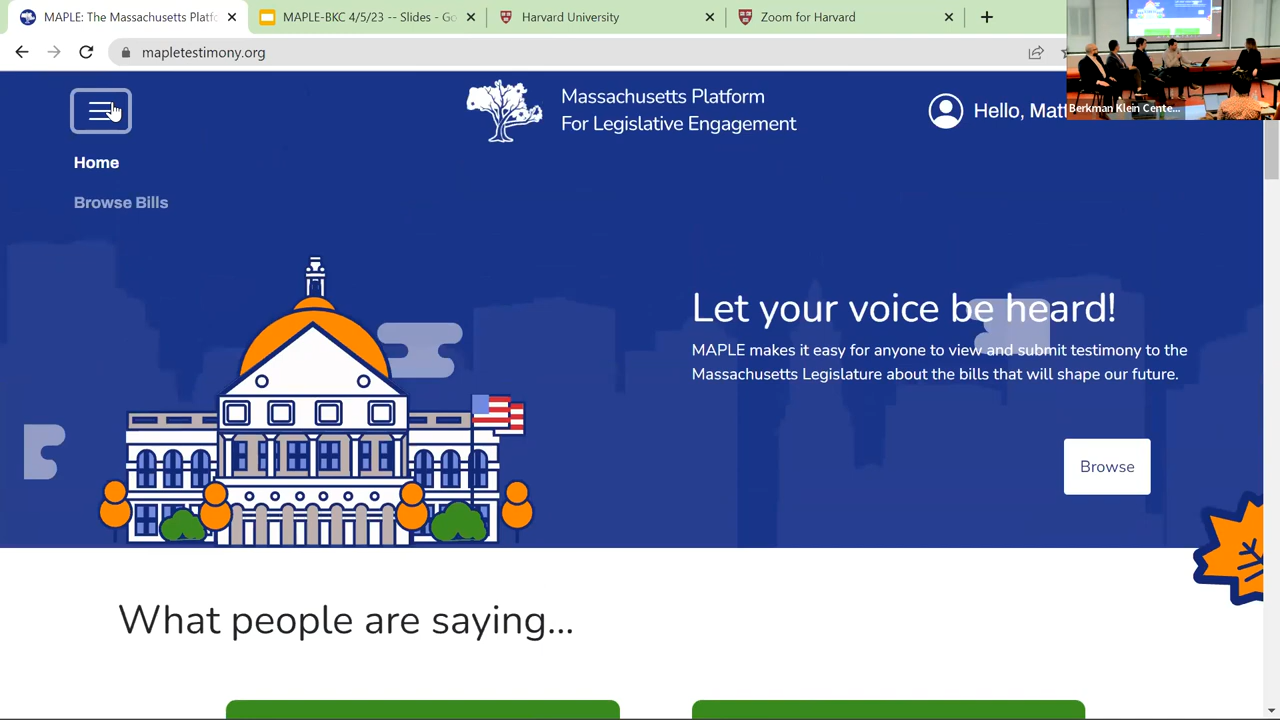 MAPLE: The Massachusetts Platf
MAPLE-BKC 4/5/23 -- Slides - Go
Harvard University
Zoom for Harvard
mapletestimony.org
Massachusetts Platform
For Legislative Engagement
Hello, Matt
Berkman Klein Cente...
Home
Browse Bills
Let your voice be heard!
MAPLE makes it easy for anyone to view and submit testimony to the
Massachusetts Legislature about the bills that will shape our future.
Browse
What people are saying...